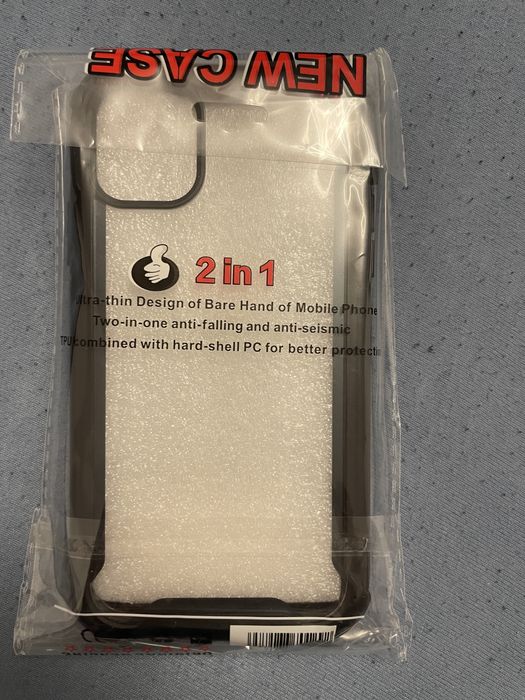 NEW CASE
2 in 1
Ultra-thin Design of Bare Hand of Mobile Phone
Two-in-one anti-falling and anti-seismic
TPU combined with hard-shell PC for better protectio